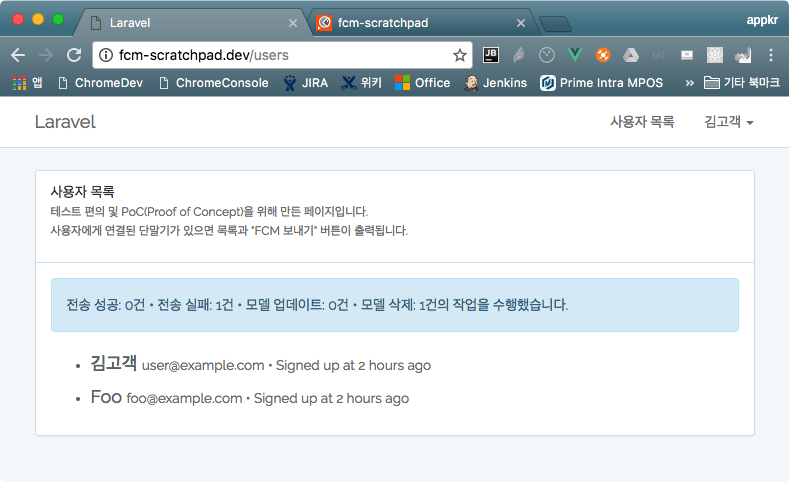 Laravel
fcm-scratchpad
appkr
fcm-scratchpad.dev/users
JB
앱
ChromeDev
ChromeConsole
JIRA
위키
Office
Jenkins
Prime Intra MPOS
»
기타 북마크
Laravel
사용자 목록
김고객
사용자 목록
테스트 편의 및 PoC(Proof of Concept)을 위해 만든 페이지입니다.
사용자에게 연결된 단말기가 있으면 목록과 "FCM 보내기" 버튼이 출력됩니다.
전송 성공: 0건 • 전송 실패: 1건 • 모델 업데이트: 0건 • 모델 삭제: 1건의 작업을 수행했습니다.
• 김고객 user@example.com • Signed up at 2 hours ago
• Foo foo@example.com • Signed up at 2 hours ago